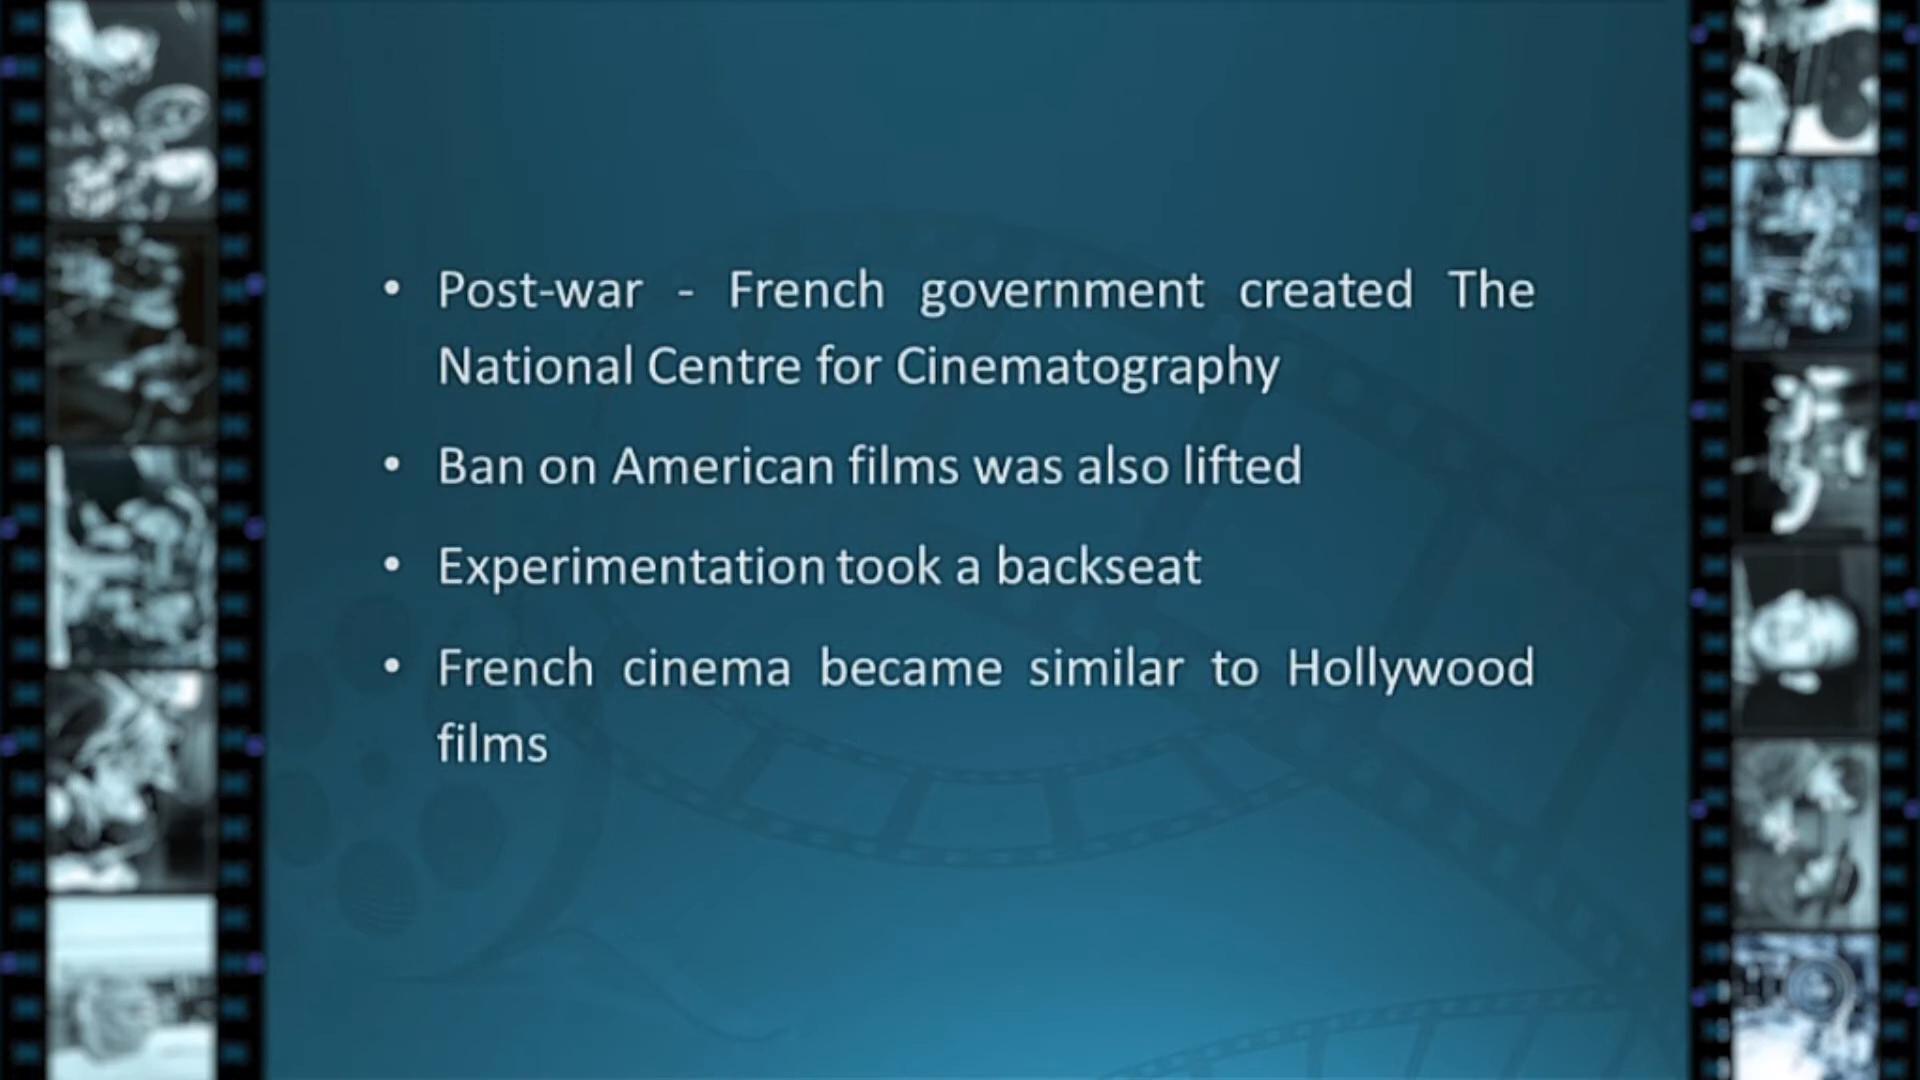 • Post-war - French government created The
National Centre for Cinematography
• Ban on American films was also lifted
• Experimentation took a backseat
• French cinema became similar to Hollywood
films